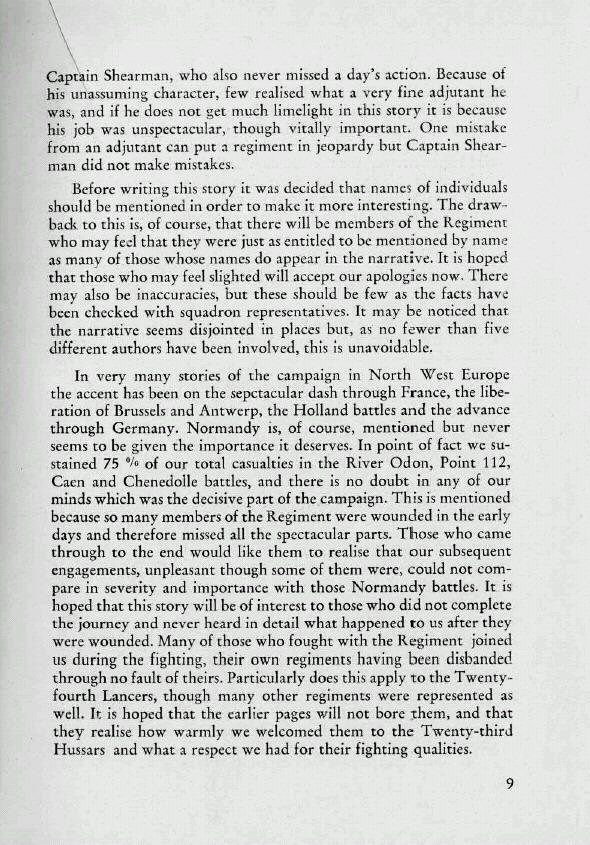 Captain Shearman, who also never missed a day's action. Because of
his unassuming character, few realised what a very fine adjutant he
was, and if he does not get much limelight in this story it is because
his job was unspectacular, though vitally important. One mistake
from an adjutant can put a regiment in jeopardy but Captain Shear-
man did not make mistakes.
Before writing this story it was decided that names of individuals
should be mentioned in order to make it more interesting. The draw-
back to this is, of course, that there will be members of the Regiment
who may feel that they were just as entitled to be mentioned by name
as many of those whose names do appear in the narrative. It is hoped
that those who may feel slighted will accept our apologies now. There
may also be inaccuracies, but these should be few as the facts have
been checked with squadron representatives. It may be noticed that
the narrative seems disjointed in places but, as no fewer than five
different authors have been involved, this is unavoidable.
In very many stories of the campaign in North West Europe
the accent has been on the sepctacular dash through France, the libe-
ration of Brussels and Antwerp, the Holland battles and the advance
through Germany. Normandy is, of course, mentioned but never
seems to be given the importance it deserves. In point of fact we su-
stained 75 % of our total casualties in the River Odon, Point 112,
Caen and Chenedolle battles, and there is no doubt in any of our
minds which was the decisive part of the campaign. This is mentioned
because so many members of the Regiment were wounded in the early
days and therefore missed all the spectacular parts. Those who came
through to the end would like them to realise that our subsequent
engagements, unpleasant though some of them were, could not com-
pare in severity and importance with those Normandy battles. It is
hoped that this story will be of interest to those who did not complete
the journey and never heard in detail what happened to us after they
were wounded. Many of those who fought with the Regiment joined
us during the fighting, their own regiments having been disbanded
through no fault of theirs. Particularly does this apply to the Twenty-
fourth Lancers, though many other regiments were represented as
well. It is hoped that the earlier pages will not bore them, and that
they realise how warmly we welcomed them to the Twenty-third
Hussars and what a respect we had for their fighting qualities.
9